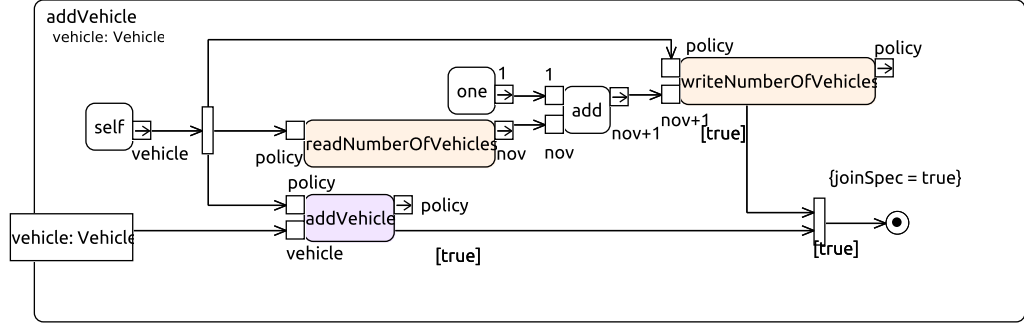 addVehicle
vehicle: Vehicle
policy
policy
1
1
one
writeNumberOfVehicles
add
self
nov+1
nov+1
[true]
vehicle
policy
readNumberOfVehicles
nov
nov
policy
{joinSpec = true}
addVehicle
policy
vehicle: Vehicle
vehicle
[true]
[true]